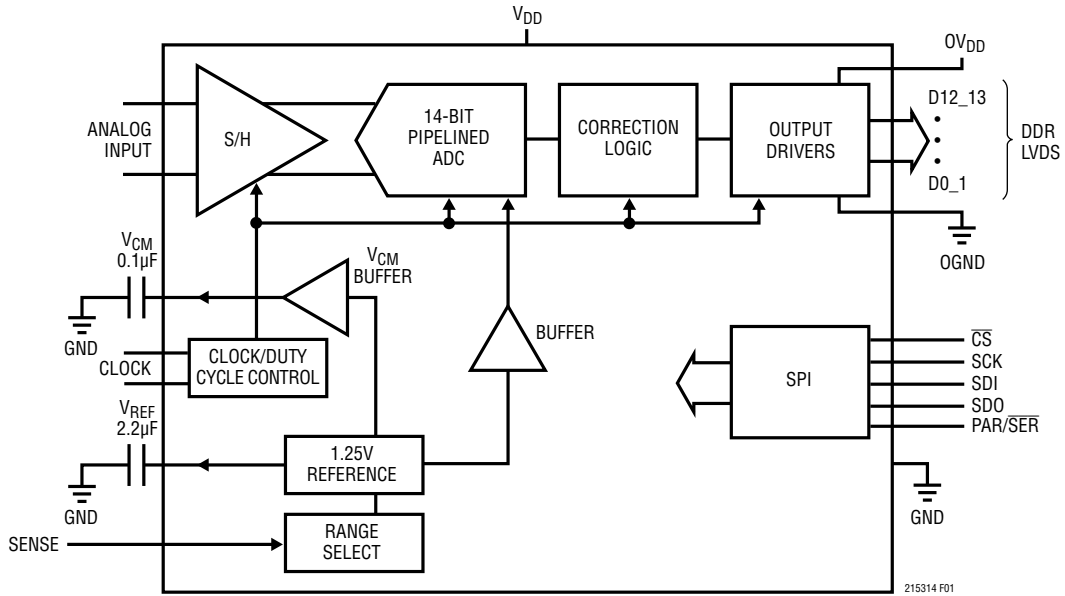 VDD
OVDD
ANALOG
INPUT
S/H
14-BIT
PIPELINED
ADC
CORRECTION
LOGIC
OUTPUT
DRIVERS
D12_13
•
•
•
D0_1
DDR
LVDS
OGND
VCM
0.1µF
GND
VCM
BUFFER
CLOCK
CLOCK/DUTY
CYCLE CONTROL
BUFFER
SPI
C̅S̅
SCK
SDI
SDO
PAR/S̅E̅R̅
VREF
2.2µF
GND
1.25V
REFERENCE
GND
SENSE
RANGE
SELECT
215314 F01